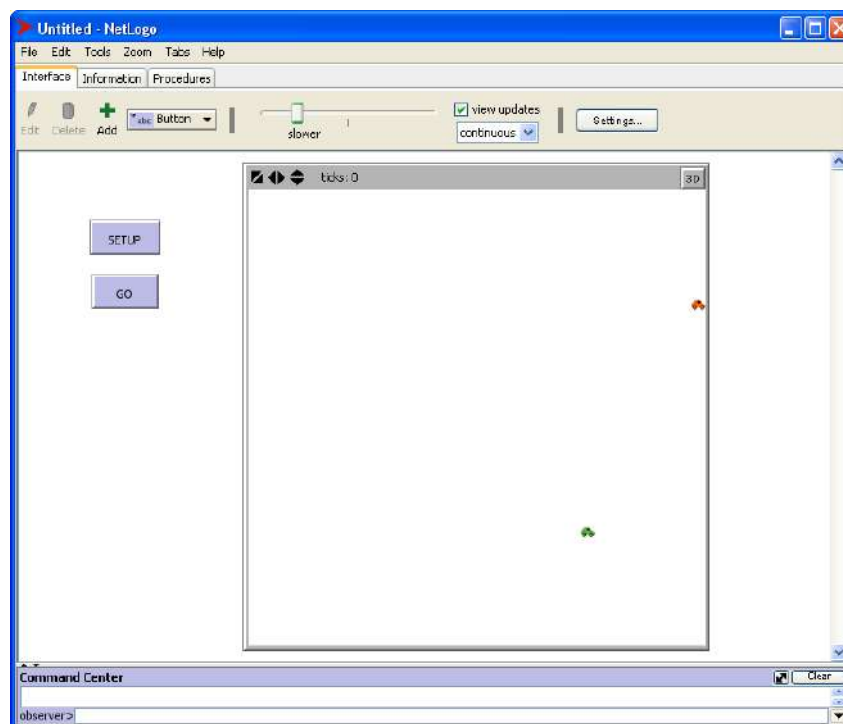 Untitled - NetLogo
File Edit Tools Zoom Tabs Help
Interface Information Procedures
Edit Delete Add abc Button slower view updates continuous Settings...
ticks: 0 3D
SETUP
GO
Command Center Clear
observer>